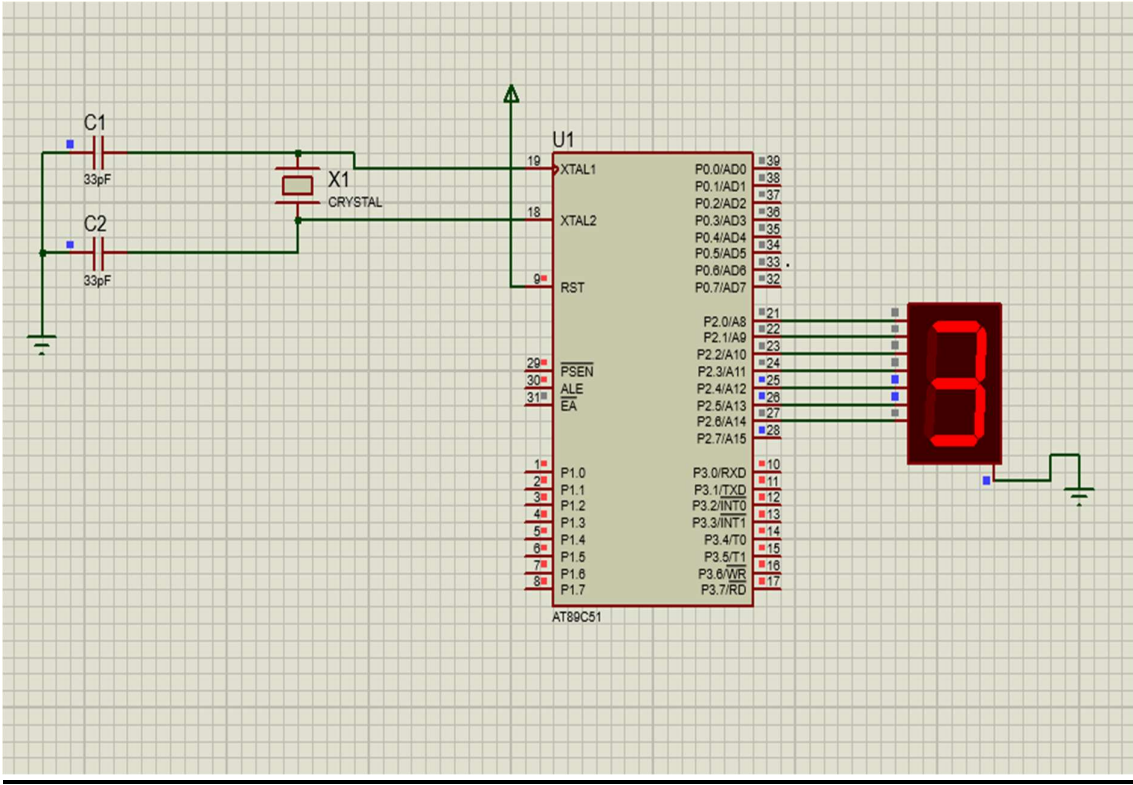 C1
33pF
C2
33pF
X1
CRYSTAL
U1
19 XTAL1
18 XTAL2
9 RST
29 PSEN
30 ALE
31 EA
1 P1.0
2 P1.1
3 P1.2
4 P1.3
5 P1.4
6 P1.5
7 P1.6
8 P1.7
P0.0/AD0 39
P0.1/AD1 38
P0.2/AD2 37
P0.3/AD3 36
P0.4/AD4 35
P0.5/AD5 34
P0.6/AD6 33
P0.7/AD7 32
P2.0/A8 21
P2.1/A9 22
P2.2/A10 23
P2.3/A11 24
P2.4/A12 25
P2.5/A13 26
P2.6/A14 27
P2.7/A15 28
P3.0/RXD 10
P3.1/TXD 11
P3.2/INT0 12
P3.3/INT1 13
P3.4/T0 14
P3.5/T1 15
P3.6/WR 16
P3.7/RD 17
AT89C51
3